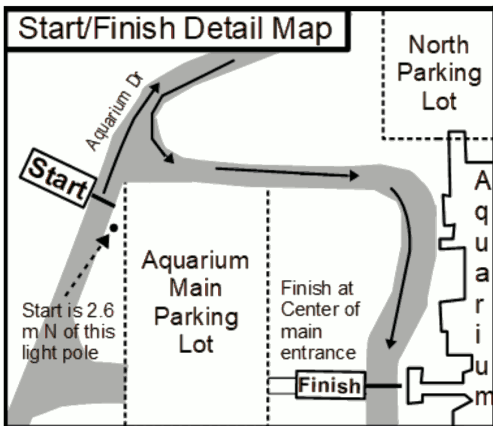 Start/Finish Detail Map
North
Parking
Lot
Aquarium Dr
Start
Aquarium
Aquarium
Main
Parking
Lot
Finish at
Center of
main
entrance
Start is 2.6
m N of this
light pole
Finish